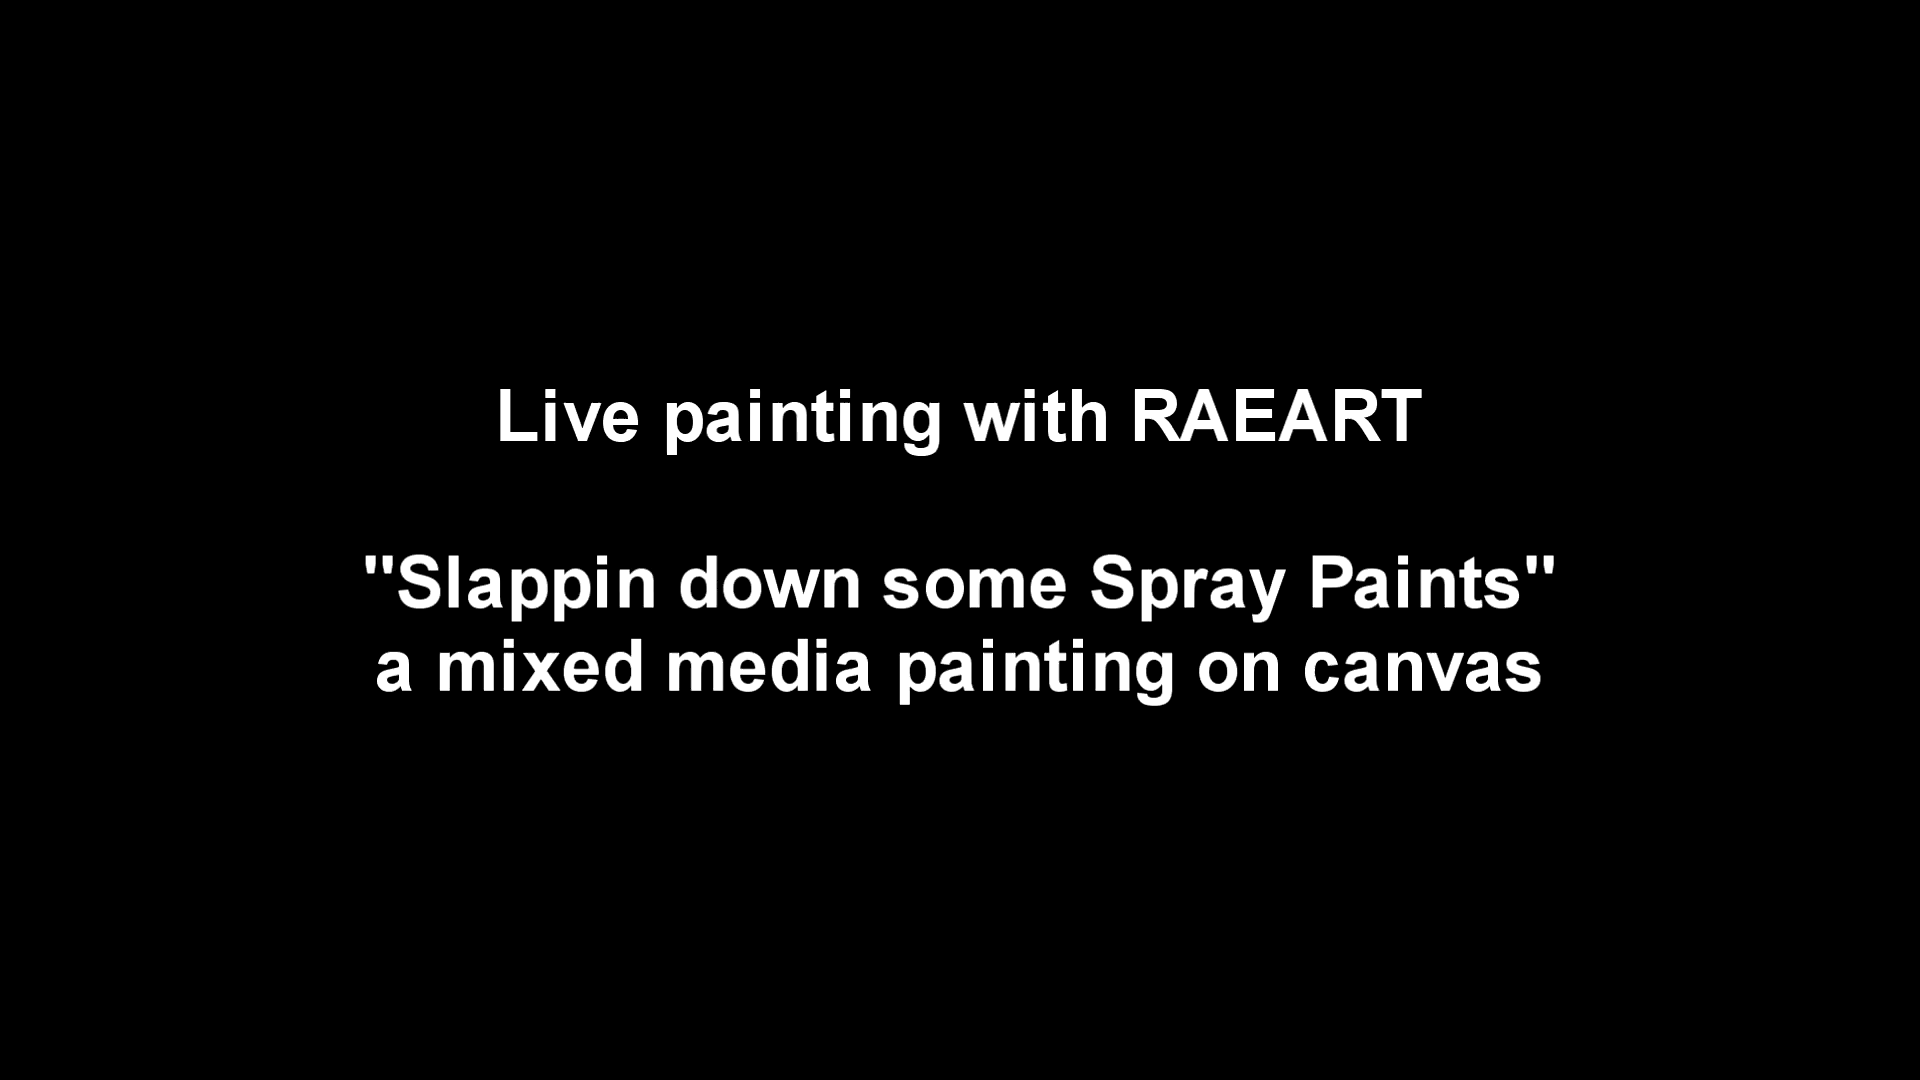 Live painting with RAEART
"Slappin down some Spray Paints"
a mixed media painting on canvas